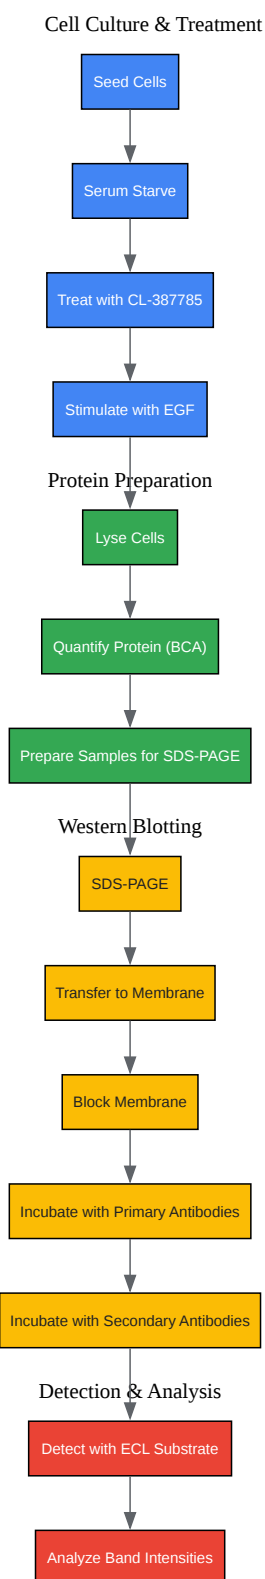 Cell Culture & Treatment
Seed Cells
Serum Starve
Treat with CL-387785
Stimulate with EGF
Protein Preparation
Lyse Cells
Quantify Protein (BCA)
Prepare Samples for SDS-PAGE
Western Blotting
SDS-PAGE
Transfer to Membrane
Block Membrane
Incubate with Primary Antibodies
Incubate with Secondary Antibodies
Detection & Analysis
Detect with ECL Substrate
Analyze Band Intensities